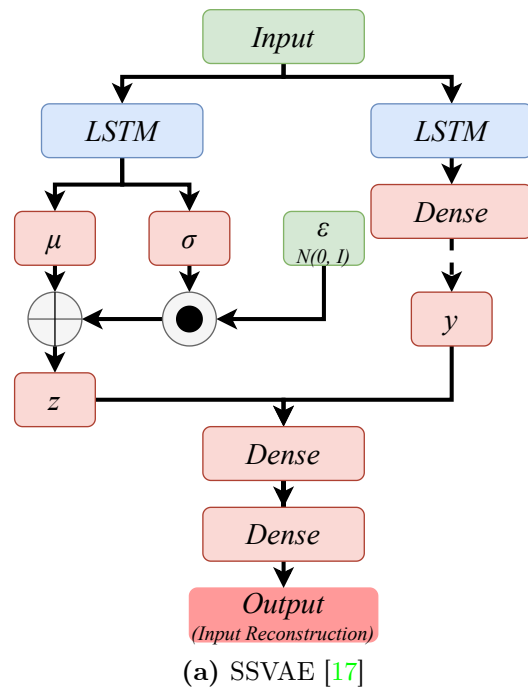 Input
LSTM
LSTM
Dense
μ
σ
ε
N(0, I)
y
z
Dense
Dense
Output
(Input Reconstruction)
(a) SSVAE [17]